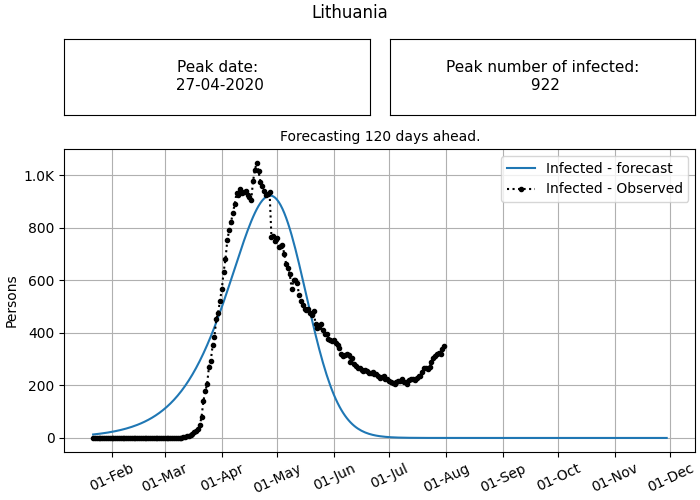 Lithuania
Peak date:
27-04-2020
Peak number of infected:
922
Forecasting 120 days ahead.
Infected - forecast
Infected - Observed
Persons
1.0K
800
600
400
200
0
01-Feb
01-Mar
01-Apr
01-May
01-Jun
01-Jul
01-Aug
01-Sep
01-Oct
01-Nov
01-Dec